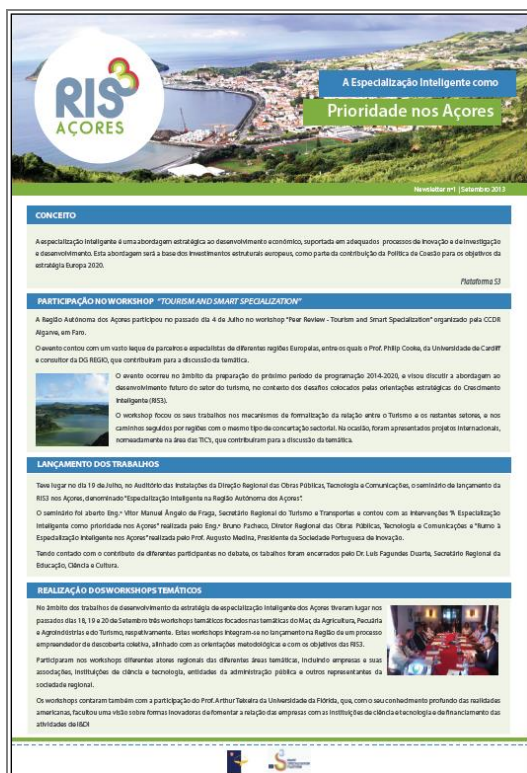 RIS3
AÇORES
A Especialização Inteligente como
Prioridade nos Açores
Newsletter nº1 | Setembro 2013
CONCEITO
A especialização inteligente é uma abordagem estratégica ao desenvolvimento económico, suportada em adequados processos de inovação e de investigação
e desenvolvimento. Esta abordagem será a base dos investimentos estruturais europeus, como parte da contribuição da Política de Coesão para os objetivos da
estratégia Europa 2020.
Plataforma S3
PARTICIPAÇÃO NO WORKSHOP "TOURISM AND SMART SPECIALIZATION"
A Região Autónoma dos Açores participou no passado dia 4 de Julho no workshop "Peer Review - Tourism and Smart Specialization" organizado pela CCDR
Algarve, em Faro.
O evento contou com um vasto leque de parceiros e especialistas de diferentes regiões Europeias, entre os quais o Prof. Philip Cooke, da Universidade de Cardiff
e consultor da DG REGIO, que contribuíram para a discussão da temática.
O evento ocorreu no âmbito da preparação do próximo período de programação 2014-2020, e visou discutir a abordagem ao
desenvolvimento futuro do setor do turismo, no contexto dos desafios colocados pelas orientações estratégicas do Crescimento
Inteligente (RIS3).
O workshop focou os seus trabalhos nos mecanismos de formalização da relação entre o Turismo e os restantes setores, e nos
caminhos seguidos por regiões com o mesmo tipo de concertação sectorial. Na ocasião, foram apresentados projetos internacionais,
nomeadamente na área das TIC's, que contribuíram para a discussão da temática.
LANÇAMENTO DOS TRABALHOS
Teve lugar no dia 19 de Julho, no Auditório das Instalações da Direção Regional das Obras Públicas, Tecnologia e Comunicações, o seminário de lançamento da
RIS3 nos Açores, denominado "Especialização Inteligente na Região Autónoma dos Açores".
O seminário foi aberto Eng.º Vítor Manuel Ângelo de Fraga, Secretário Regional do Turismo e Transportes e contou com as intervenções "A Especialização
Inteligente como prioridade nos Açores" realizada pelo Eng.º Bruno Pacheco, Diretor Regional das Obras Públicas, Tecnologia e Comunicações e "Rumo à
Especialização Inteligente nos Açores" realizada pelo Prof. Augusto Medina, Presidente da Sociedade Portuguesa de Inovação.
Tendo contado com o contributo de diferentes participantes no debate, os tabalhos foram encerrados pelo Dr. Luís Fagundes Duarte, Secretário Regional da
Educação, Ciência e Cultura.
REALIZAÇÃO DOS WORKSHOPS TEMÁTICOS
No âmbito dos trabalhos de desenvolvimento da estratégia de especialização inteligente dos Açores tiveram lugar nos
passados dias 18, 19 e 20 de Setembro três workshops temáticos focados nas temáticas do Mar, da Agricultura, Pecuária
e Agroindústrias e do Turismo, respetivamente. Estes workshops integram-se no lançamento na Região de um processo
empreendedor de descoberta coletiva, alinhado com as orientações metodológicas e com os objetivos das RIS3.
Participaram nos workshops diferentes atores regionais das diferentes áreas temáticas, incluindo empresas e suas
associações, instituições de ciência e tecnologia, entidades da administração pública e outros representantes da
sociedade regional.
Os workshops contaram também com a participação do Prof. Arthur Teixeira da Universidade da Flórida, que, com o seu conhecimento profundo das realidades
americanas, facultou uma visão sobre formas inovadoras de fomentar a relação das empresas com as instituições de ciência e tecnologia e de financiamento das
atividades de I&DI